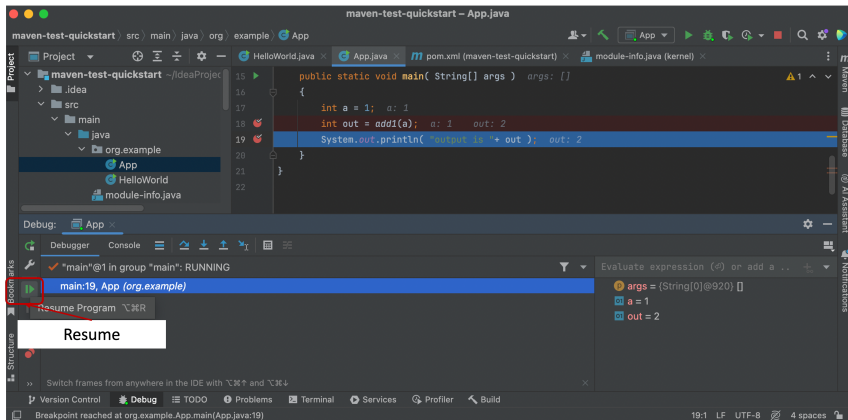 maven-test-quickstart – App.java
maven-test-quickstart › src › main › java › org › example › App
App
Project
HelloWorld.java
App.java
pom.xml (maven-test-quickstart)
module-info.java (kernel)
maven-test-quickstart ~/IdeaProjec
.idea
src
main
java
org.example
App
HelloWorld
module-info.java
15 public static void main( String[] args ) args: []
16 {
17 int a = 1; a: 1
18 int out = add1(a); a: 1 out: 2
19 System.out.println( "output is "+ out ); out: 2
20 }
21 }
22
1
Project
Bookmarks
Structure
Maven
Database
AI Assistant
Notifications
Debug: App
Debugger Console
"main"@1 in group "main": RUNNING
main:19, App (org.example)
Resume Program ⌥⌘R
Resume
Switch frames from anywhere in the IDE with ⌥⌘↑ and ⌥⌘↓
Evaluate expression (⏎) or add a ..
args = {String[0]@920} []
a = 1
out = 2
Version Control Debug TODO Problems Terminal Services Profiler Build
Breakpoint reached at org.example.App.main(App.java:19)
19:1 LF UTF-8 4 spaces